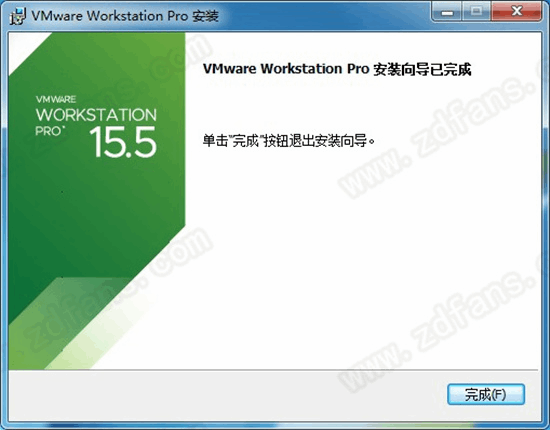 VMware Workstation Pro 安装
VMware Workstation Pro 安装向导已完成
VMWARE
WORKSTATION
PRO™
15.5
单击"完成"按钮退出安装向导。
www.zdfans.com
zdfans.com
www.zdfans.com
完成(F)